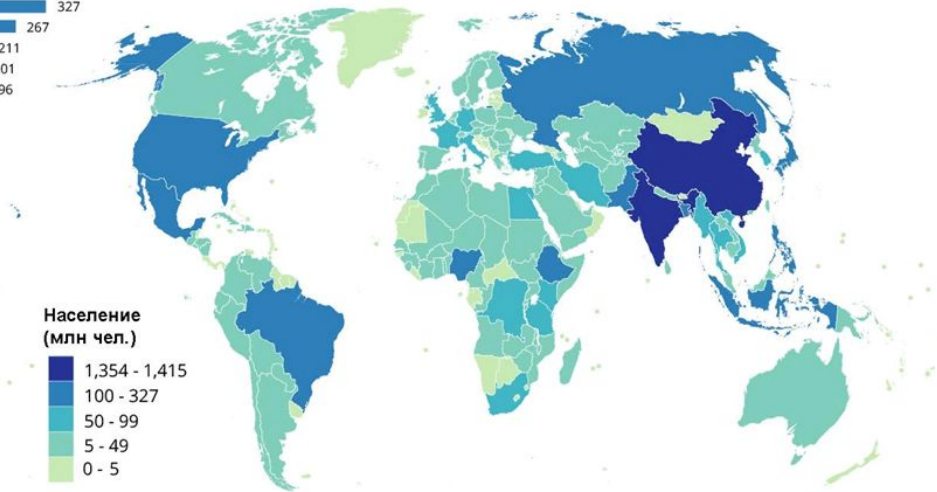 327
267
211
01
96
Население
(млн чел.)
1,354 - 1,415
100 - 327
50 - 99
5 - 49
0 - 5